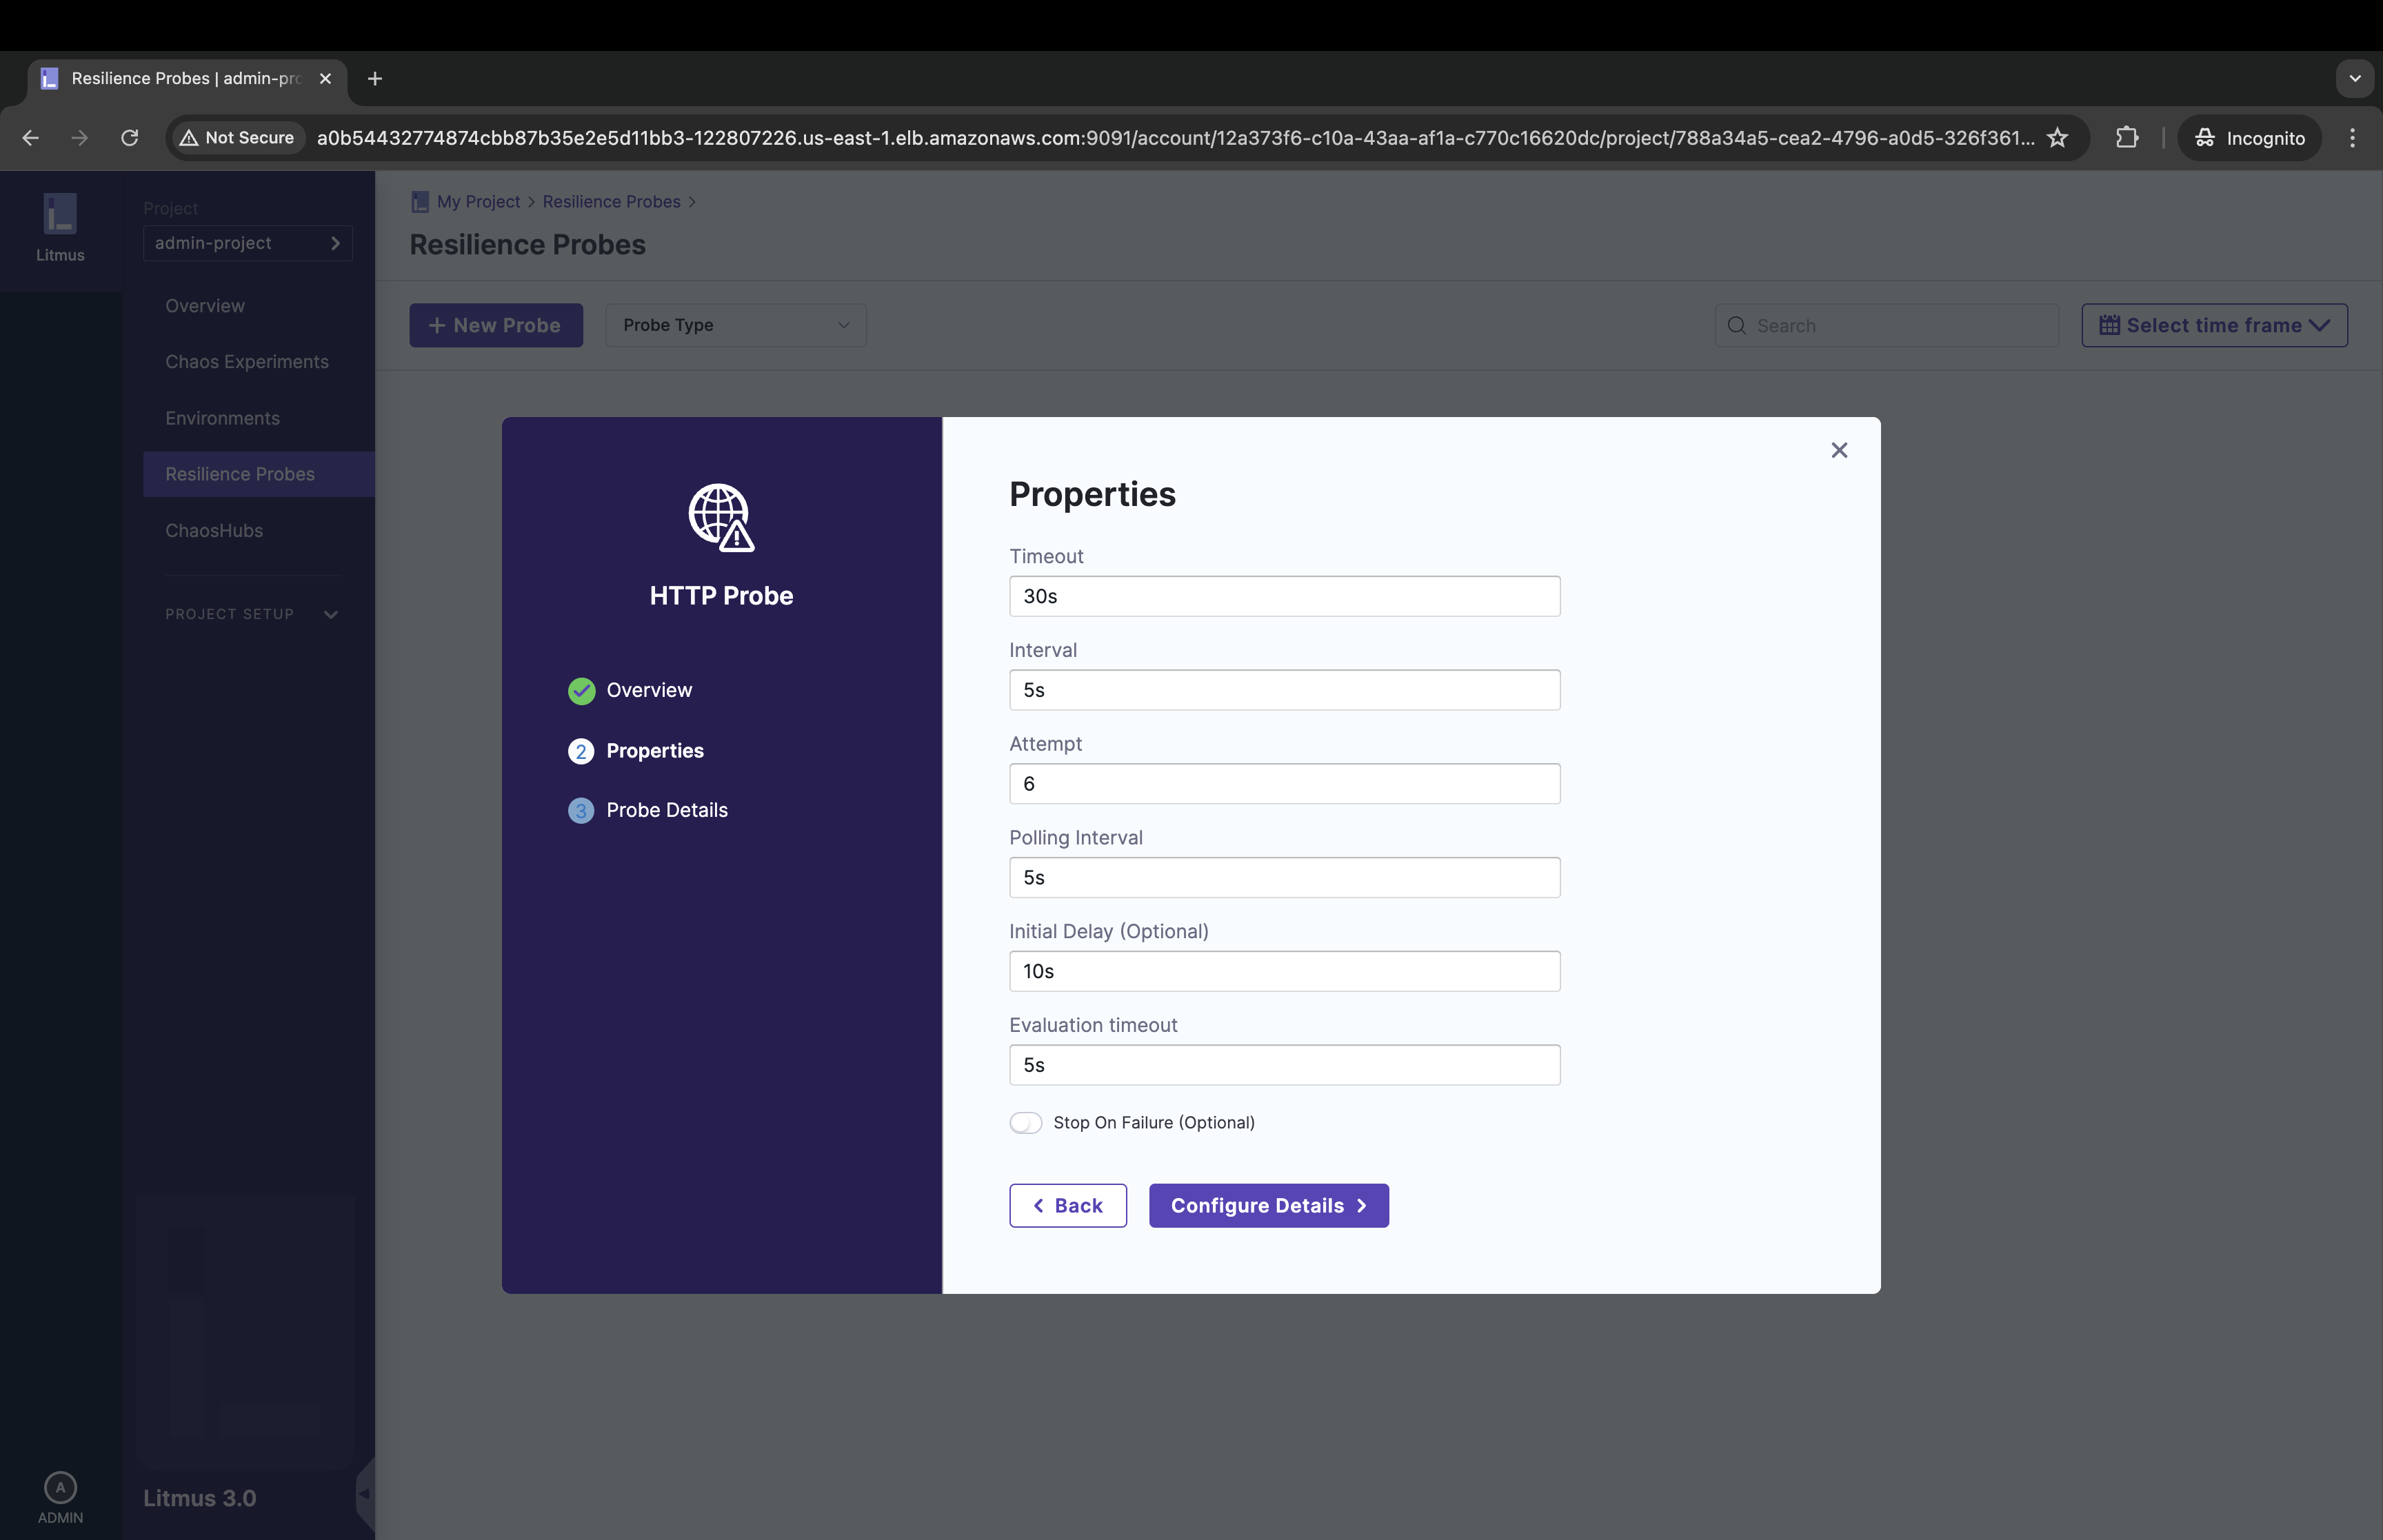 Resilience Probes | admin-pro
Not Secure
a0b54432774874cbb87b35e2e5d11bb3-122807226.us-east-1.elb.amazonaws.com:9091/account/12a373f6-c10a-43aa-af1a-c770c16620dc/project/788a34a5-cea2-4796-a0d5-326f361...
Incognito
Litmus
Project
admin-project
Overview
Chaos Experiments
Environments
Resilience Probes
ChaosHubs
PROJECT SETUP
Litmus 3.0
A
ADMIN
My Project > Resilience Probes >
Resilience Probes
+ New Probe
Probe Type
Search
Select time frame
HTTP Probe
Overview
2 Properties
3 Probe Details
Properties
Timeout
30s
Interval
5s
Attempt
6
Polling Interval
5s
Initial Delay (Optional)
10s
Evaluation timeout
5s
Stop On Failure (Optional)
Back
Configure Details